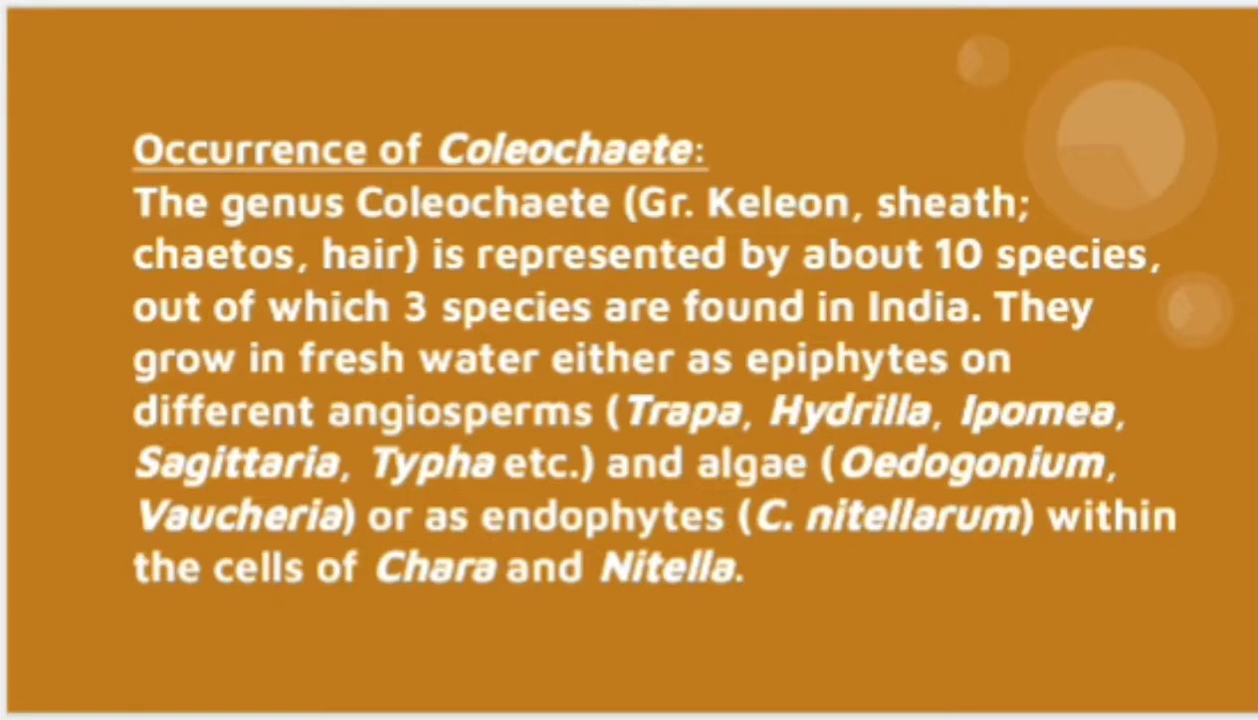 Occurrence of Coleochaete:
The genus Coleochaete (Gr. Keleon, sheath;
chaetos, hair) is represented by about 10 species,
out of which 3 species are found in India. They
grow in fresh water either as epiphytes on
different angiosperms (Trapa, Hydrilla, Ipomea,
Sagittaria, Typha etc.) and algae (Oedogonium,
Vaucheria) or as endophytes (C. nitellarum) within
the cells of Chara and Nitella.